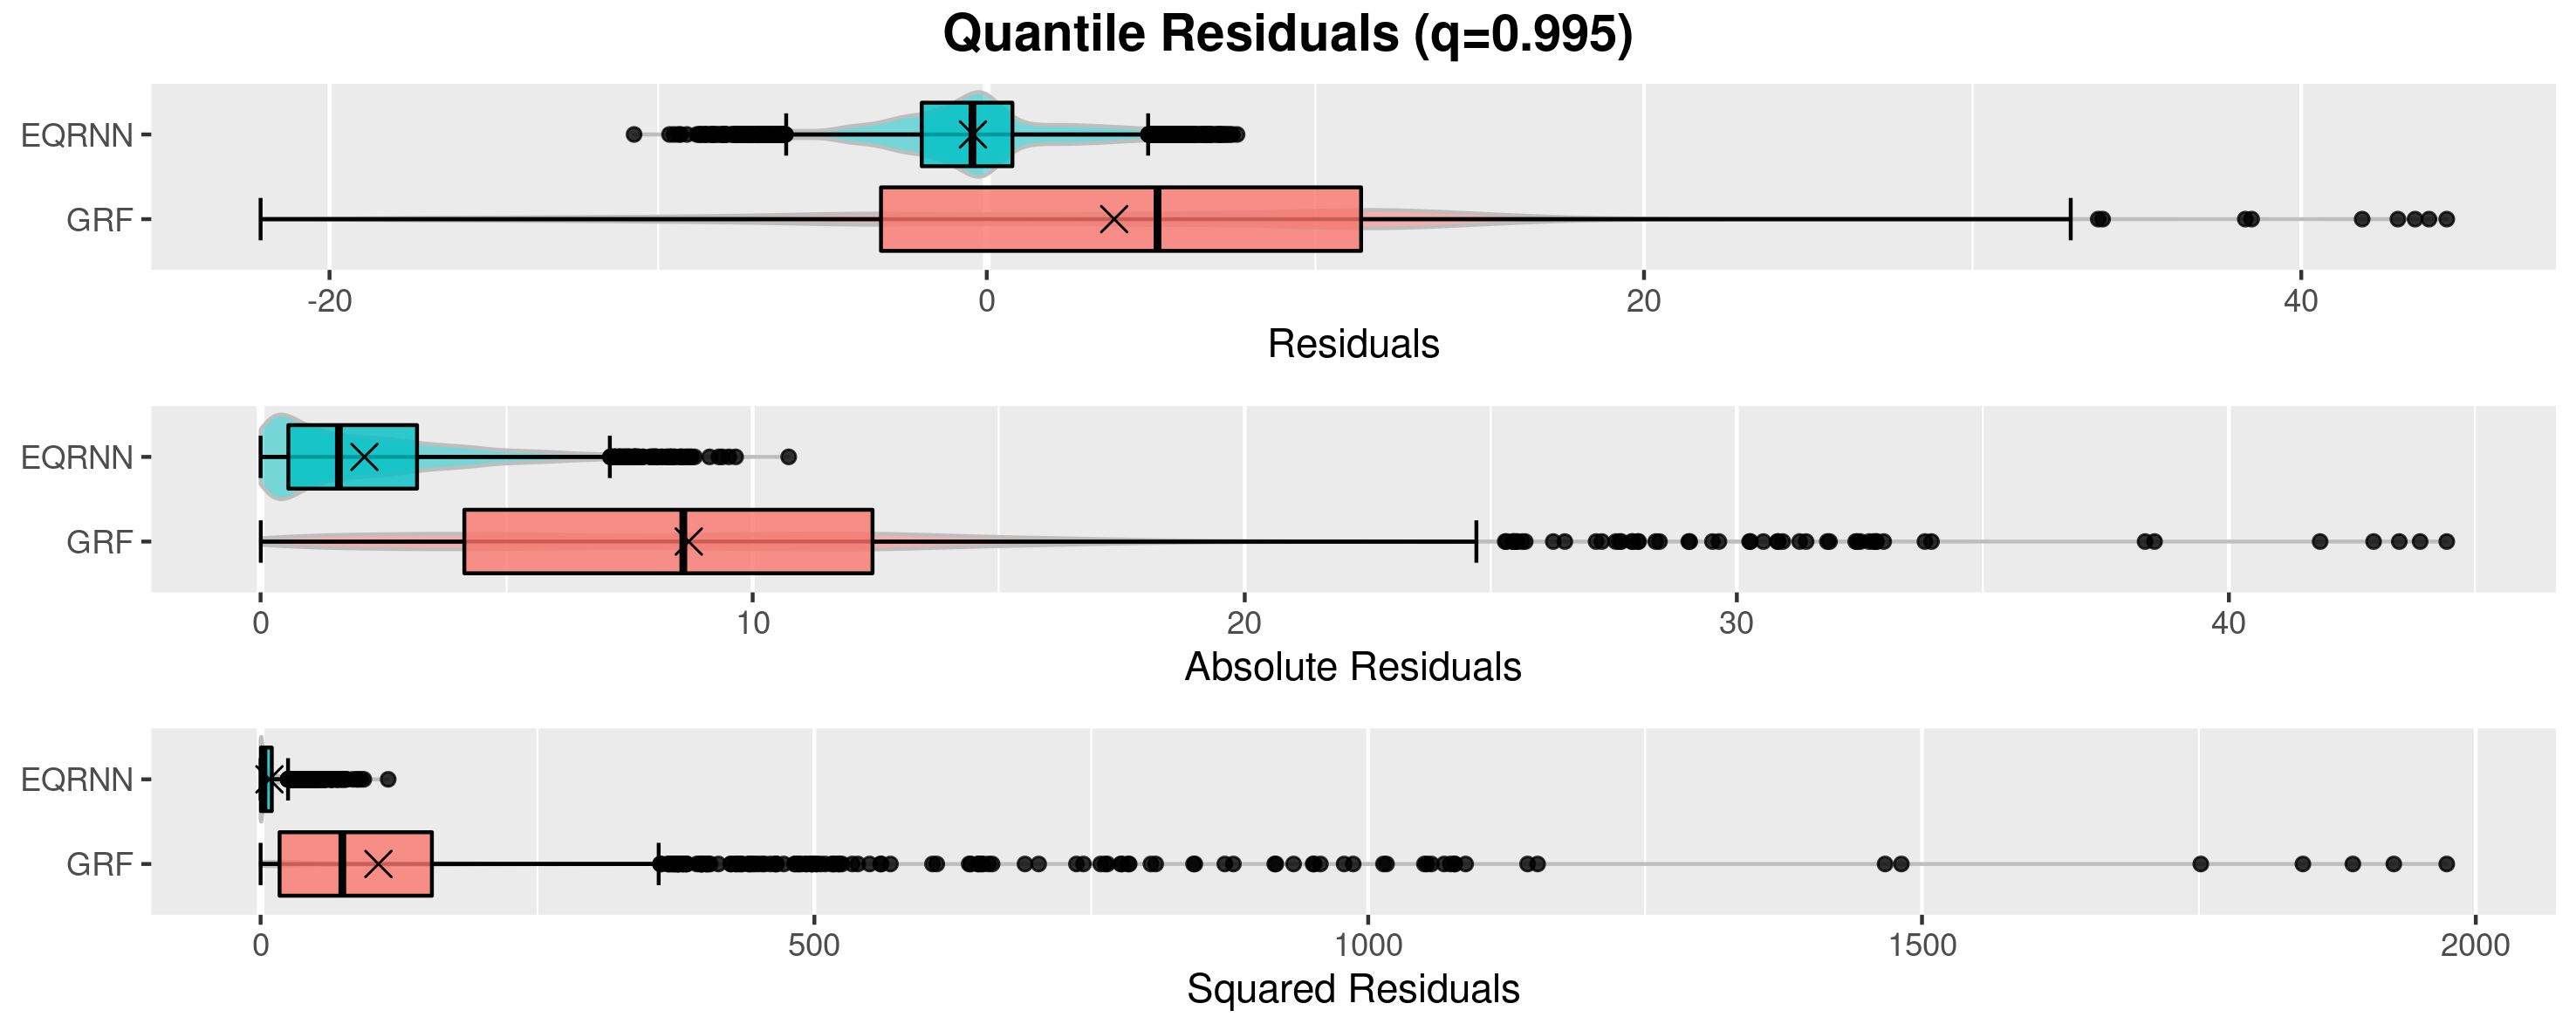 Quantile Residuals (q=0.995)
EQRNN
GRF
-20 0 20 40
Residuals
EQRNN
GRF
0 10 20 30 40
Absolute Residuals
EQRNN
GRF
0 500 1000 1500 2000
Squared Residuals